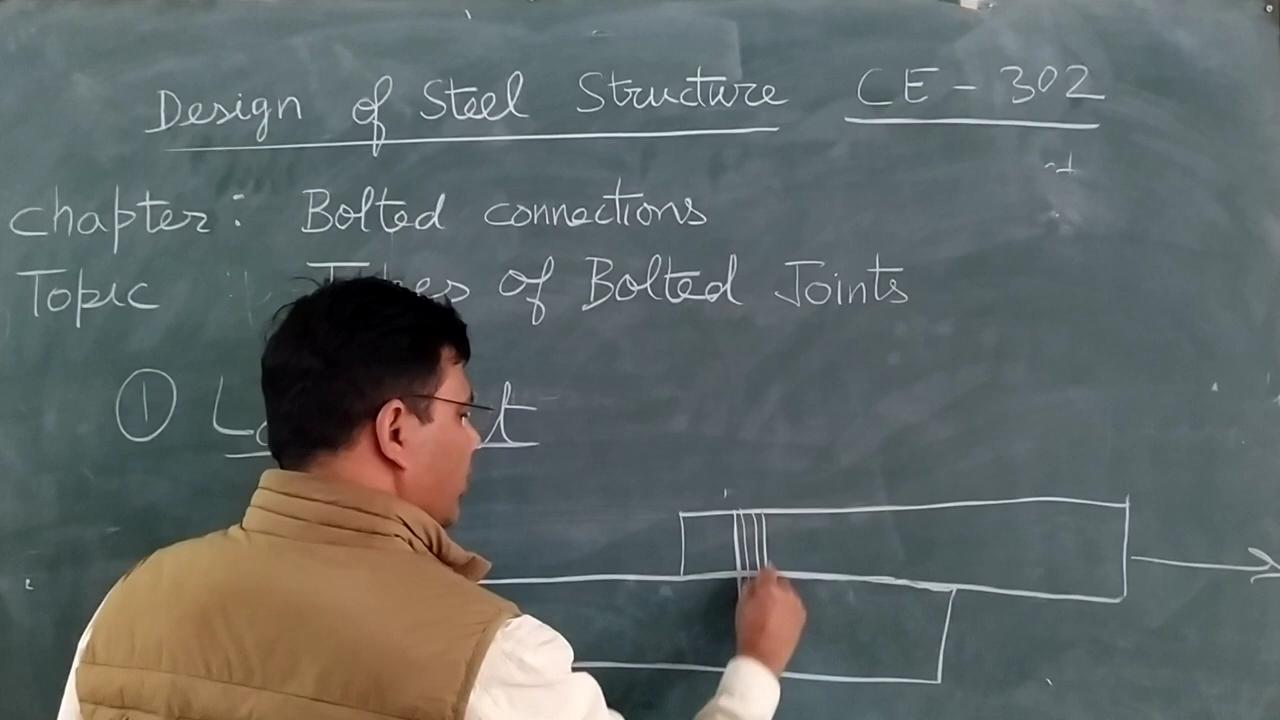 Design of Steel Structure CE - 302
Chapter: Bolted connections
Topic of Bolted Joints
①